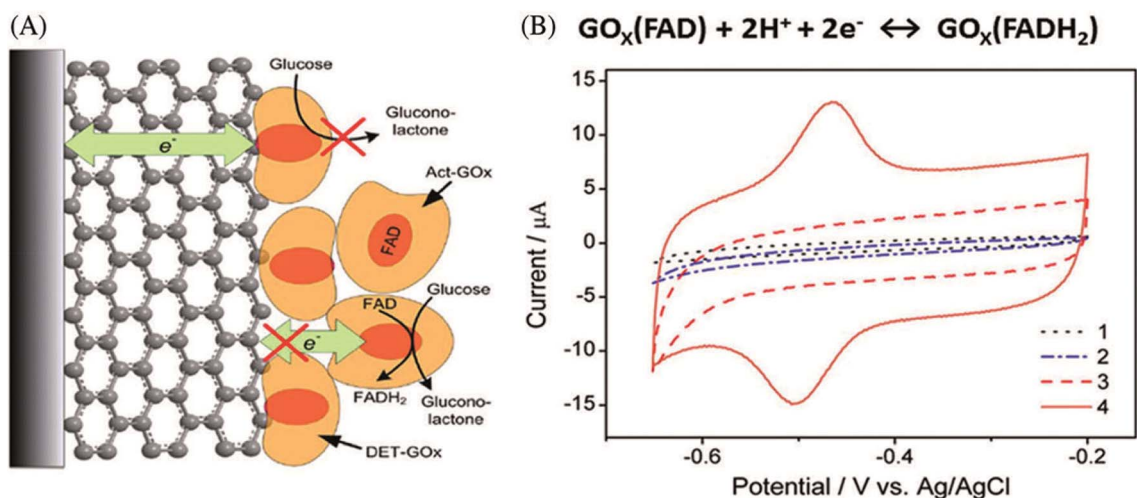 (A)
Glucose
Glucono-
lactone
e⁻
Act-GOx
FAD
Glucose
FAD
e⁻
FADH₂
Glucono-
lactone
DET-GOx
(B) GOₓ(FAD) + 2H⁺ + 2e⁻ ↔ GOₓ(FADH₂)
Current / μA
15
10
5
0
-5
-10
-15
1
2
3
4
-0.6
-0.4
-0.2
Potential / V vs. Ag/AgCl